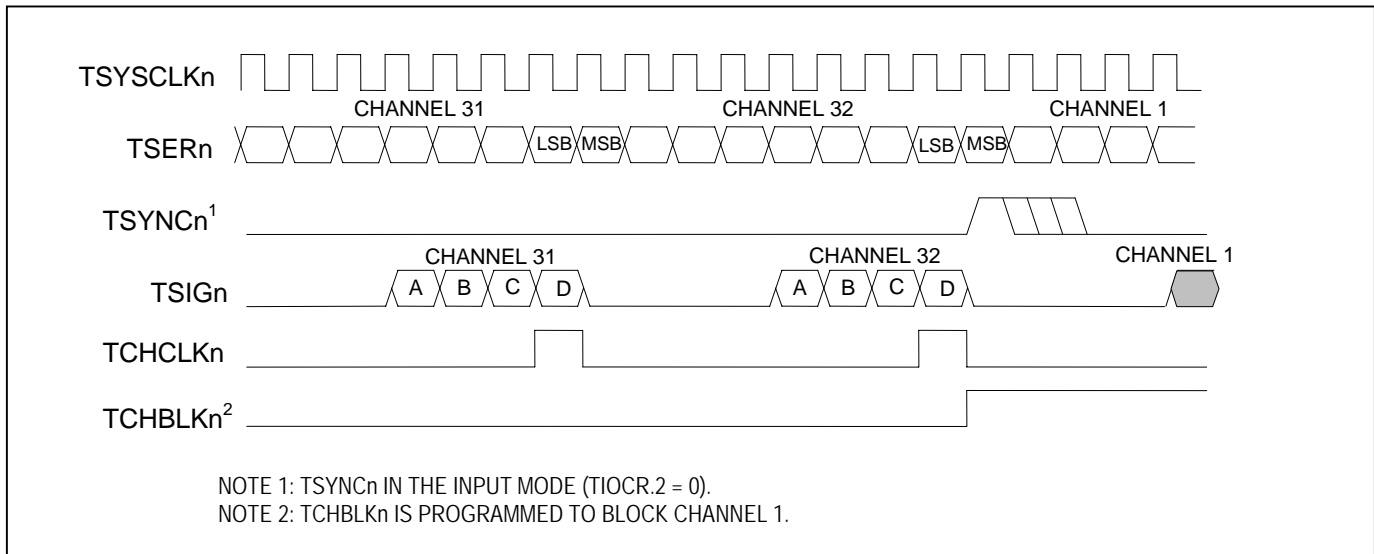 TSYSCLKn
CHANNEL 31 CHANNEL 32 CHANNEL 1
TSERn LSB MSB LSB MSB
TSYNCn1
CHANNEL 31 CHANNEL 32 CHANNEL 1
TSIGn A B C D A B C D
TCHCLKn
TCHBLKn2
NOTE 1: TSYNCn IN THE INPUT MODE (TIOCR.2 = 0).
NOTE 2: TCHBLKn IS PROGRAMMED TO BLOCK CHANNEL 1.